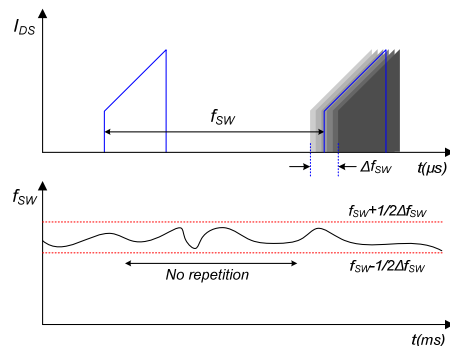 I_DS
f_SW
Δf_SW
t(μs)
f_SW
f_SW+1/2Δf_SW
No repetition
f_SW-1/2Δf_SW
t(ms)